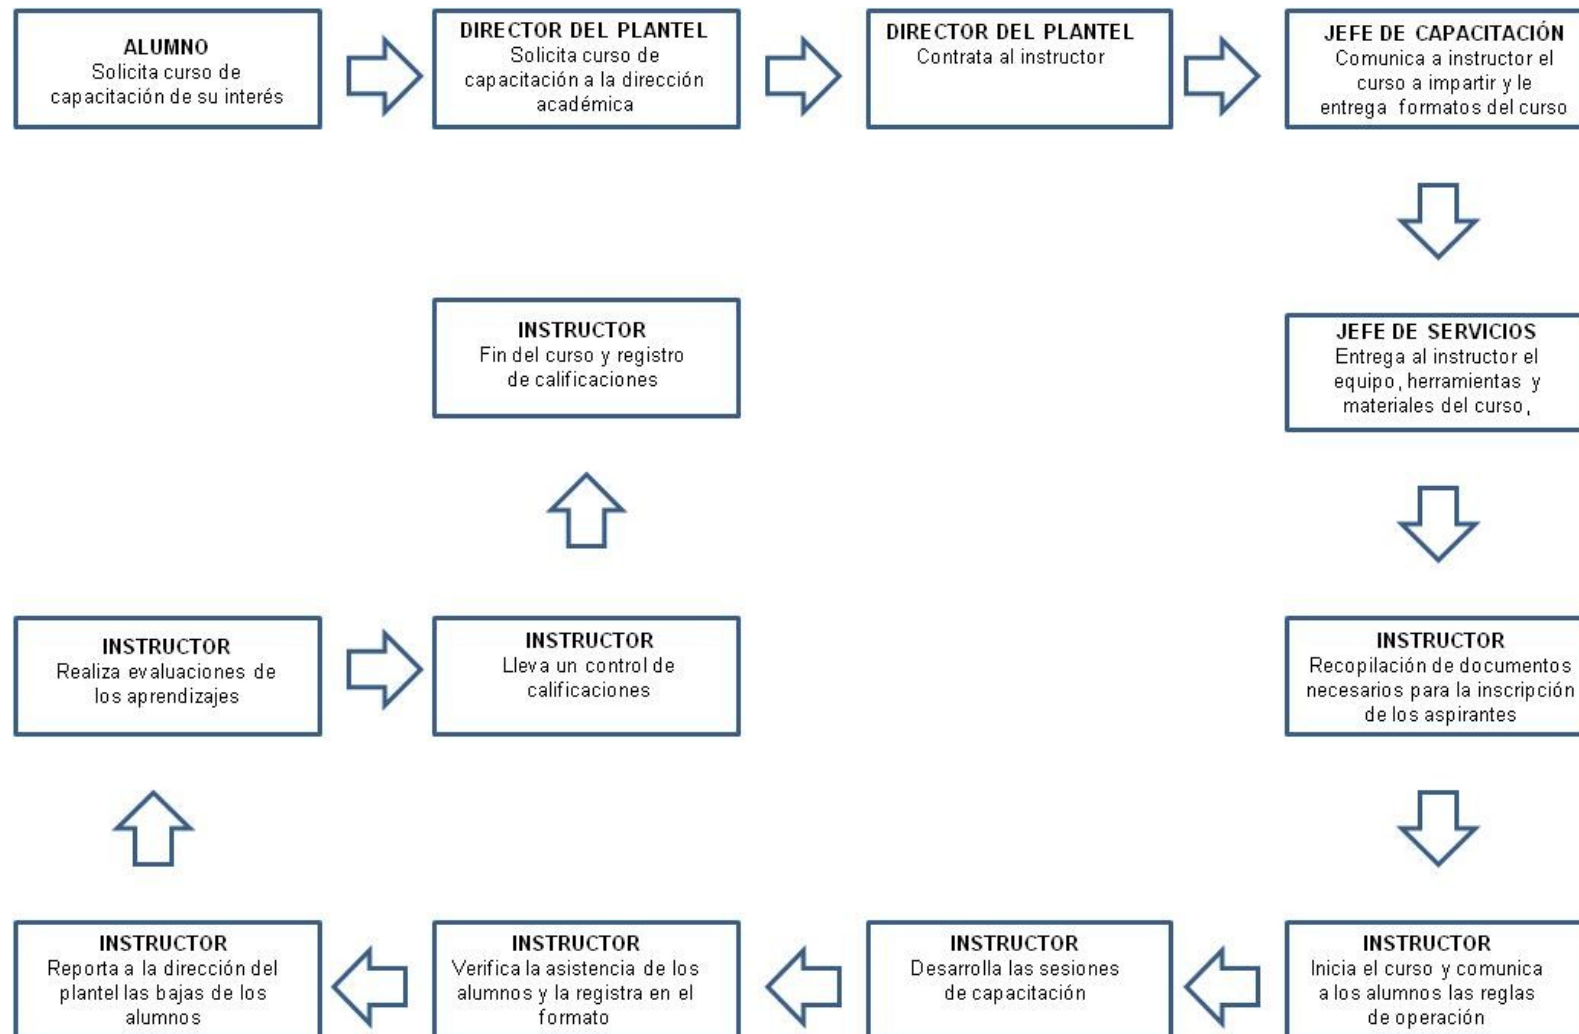 ALUMNO
Solicita curso de
capacitación de su interés
DIRECTOR DEL PLANTEL
Solicita curso de
capacitación a la dirección
académica
DIRECTOR DEL PLANTEL
Contrata al instructor
JEFE DE CAPACITACIÓN
Comunica a instructor el
curso a impartir y le
entrega formatos del curso
JEFE DE SERVICIOS
Entrega al instructor el
equipo, herramientas y
materiales del curso,
INSTRUCTOR
Recopilación de documentos
necesarios para la inscripción
de los aspirantes
INSTRUCTOR
Inicia el curso y comunica
a los alumnos las reglas
de operación
INSTRUCTOR
Desarrolla las sesiones
de capacitación
INSTRUCTOR
Verifica la asistencia de los
alumnos y la registra en el
formato
INSTRUCTOR
Reporta a la dirección del
plantel las bajas de los
alumnos
INSTRUCTOR
Realiza evaluaciones de
los aprendizajes
INSTRUCTOR
Lleva un control de
calificaciones
INSTRUCTOR
Fin del curso y registro
de calificaciones